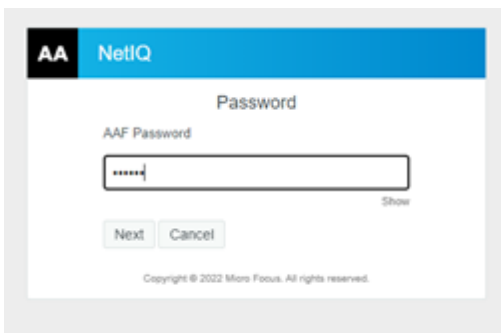 AA NetIQ
Password
AAF Password
••••••
Show
Next Cancel
Copyright © 2022 Micro Focus. All rights reserved.